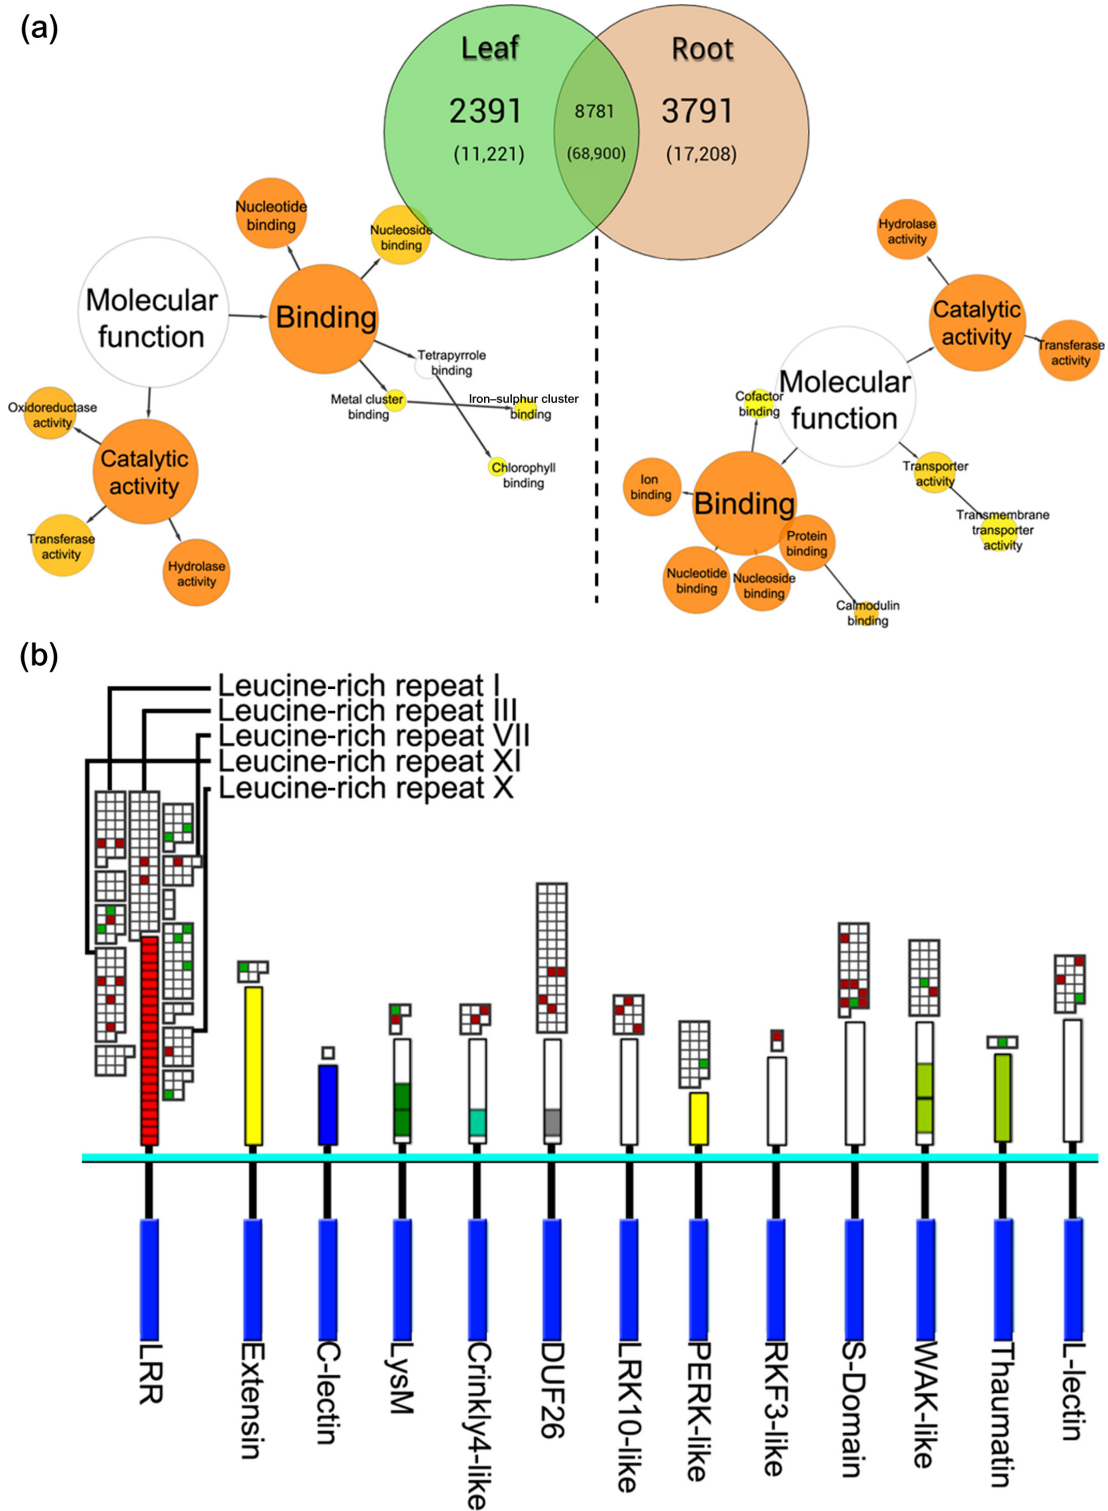 (a)
Leaf
Root
2391
8781
3791
(11,221)
(68,900)
(17,208)
Nucleotide
binding
Nucleoside
binding
Molecular
function
Binding
Tetrapyrrole
binding
Metal cluster
binding
Iron–sulphur cluster
binding
Chlorophyll
binding
Oxidoreductase
activity
Catalytic
activity
Transferase
activity
Hydrolase
activity
Hydrolase
activity
Catalytic
activity
Transferase
activity
Molecular
function
Cofactor
binding
Transporter
activity
Transmembrane
transporter
activity
Ion
binding
Binding
Protein
binding
Nucleotide
binding
Nucleoside
binding
Calmodulin
binding
(b)
Leucine-rich repeat I
Leucine-rich repeat III
Leucine-rich repeat VII
Leucine-rich repeat XI
Leucine-rich repeat X
LRR
Extensin
C-lectin
LysM
Crinkly4-like
DUF26
LRK10-like
PERK-like
RKF3-like
S-Domain
WAK-like
Thaumatin
L-lectin